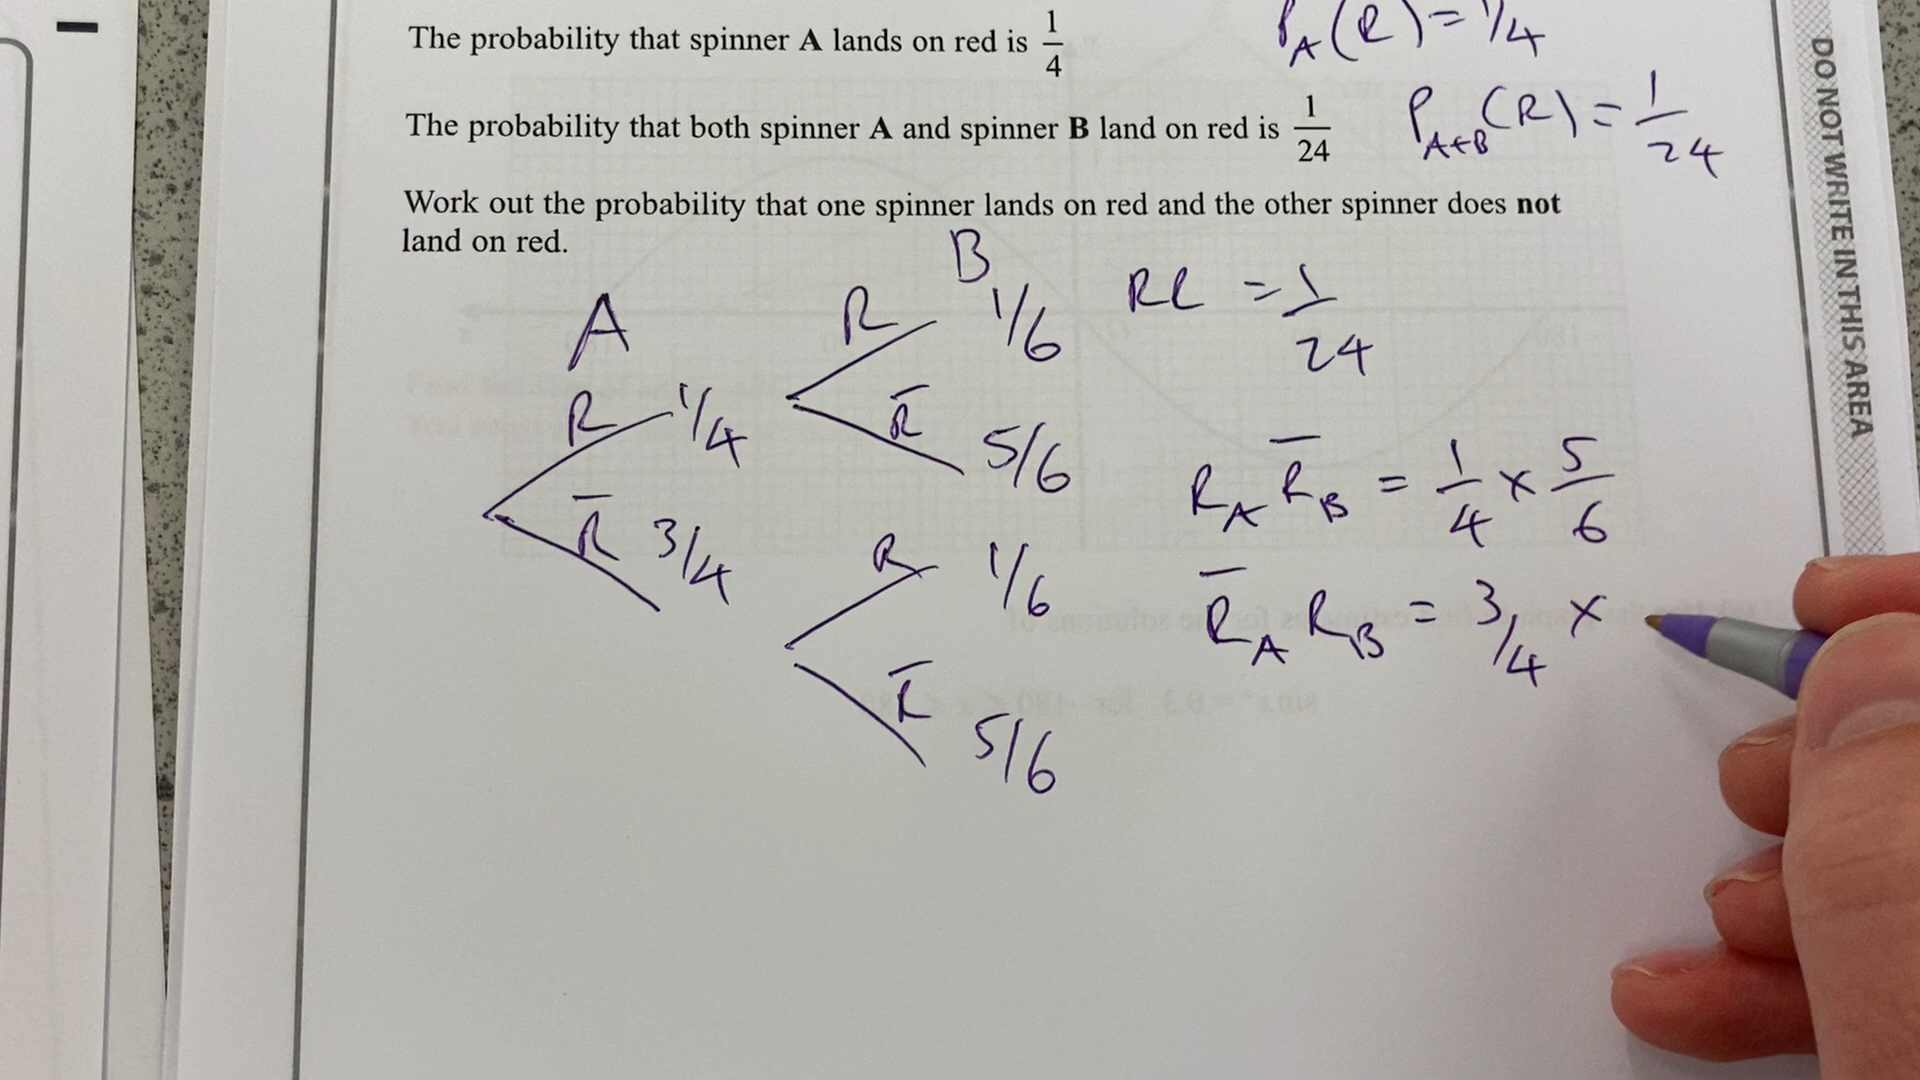 The probability that spinner A lands on red is 1/4
P_A(R) = 1/4
The probability that both spinner A and spinner B land on red is 1/24
P_A+B(R) = 1/24
Work out the probability that one spinner lands on red and the other spinner does not
land on red.
A
B
R 1/4
R̅ 3/4
R 1/6
R̅ 5/6
R 1/6
R̅ 5/6
RR = 1/24
R_A R̅_B = 1/4 × 5/6
R̅_A R_B = 3/4 ×
DO NOT WRITE IN THIS AREA